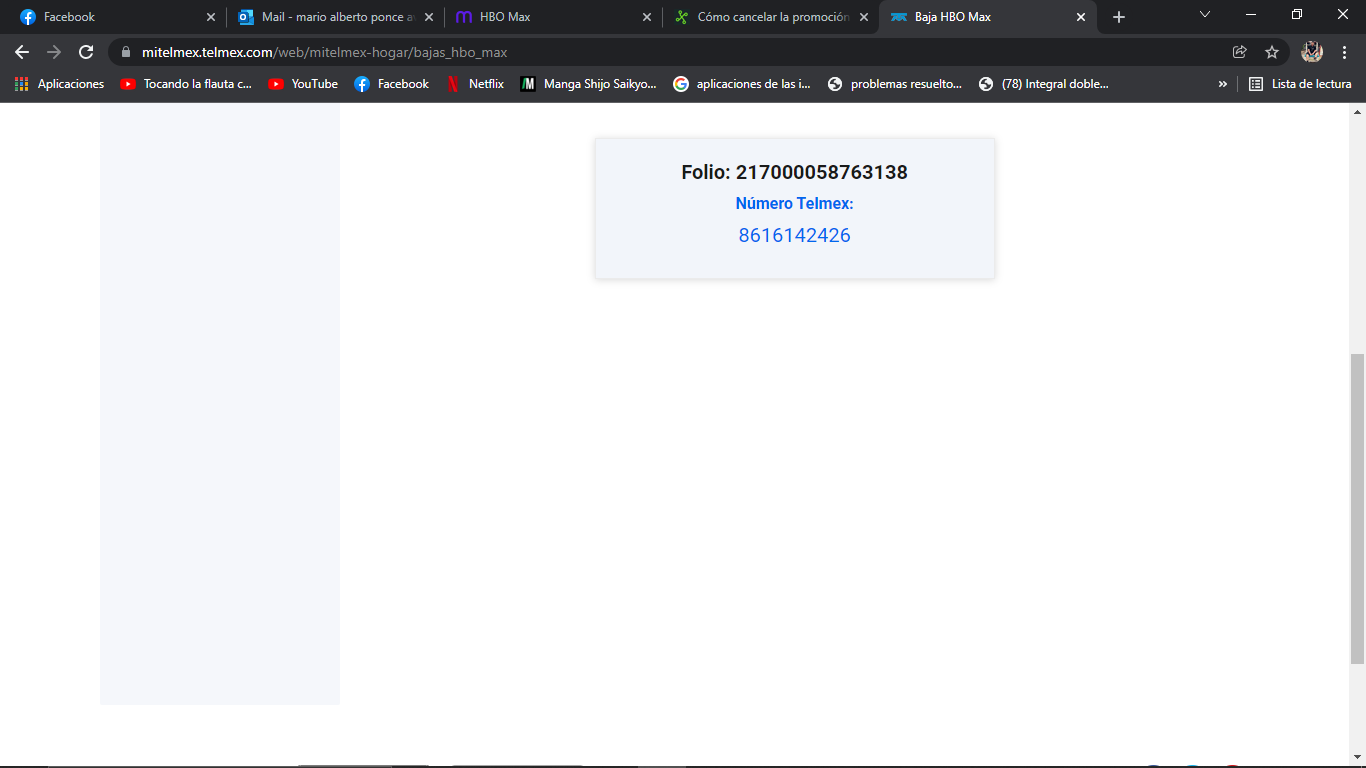 Facebook
Mail - mario alberto ponce av
HBO Max
Cómo cancelar la promoción
Baja HBO Max
mitelmex.telmex.com/web/mitelmex-hogar/bajas_hbo_max
Aplicaciones
Tocando la flauta c...
YouTube
Facebook
Netflix
Manga Shijo Saikyo...
aplicaciones de las i...
problemas resuelto...
(78) Integral doble...
»
Lista de lectura
Folio: 217000058763138
Número Telmex:
8616142426